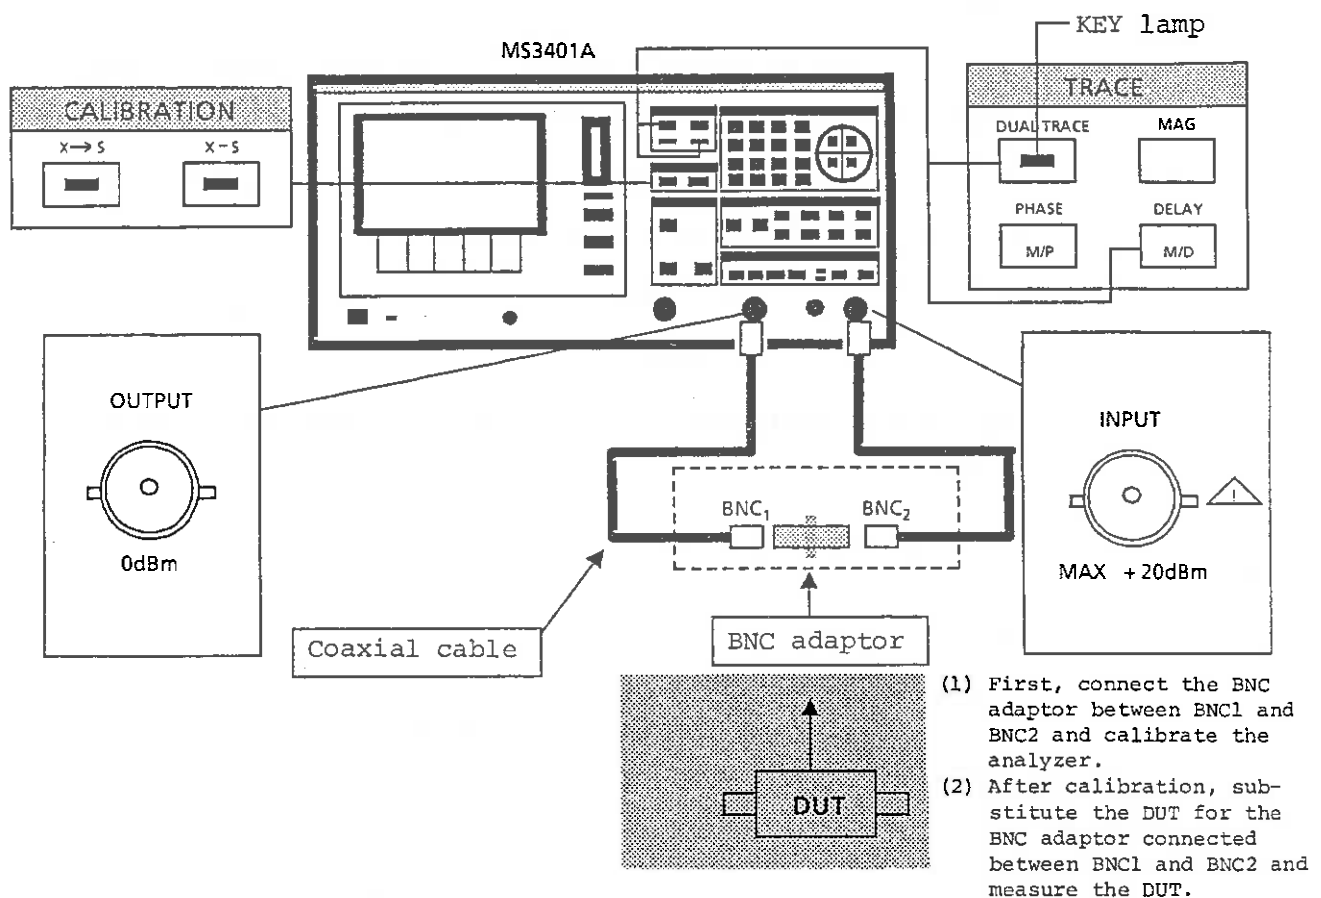 KEY lamp
MS3401A
CALIBRATION
X→S
X-S
TRACE
DUAL TRACE
MAG
PHASE
DELAY
M/P
M/D
OUTPUT
0dBm
INPUT
!
MAX +20dBm
BNC1
BNC2
Coaxial cable
BNC adaptor
DUT
(1) First, connect the BNC
adaptor between BNC1 and
BNC2 and calibrate the
analyzer.
(2) After calibration, sub-
stitute the DUT for the
BNC adaptor connected
between BNC1 and BNC2 and
measure the DUT.